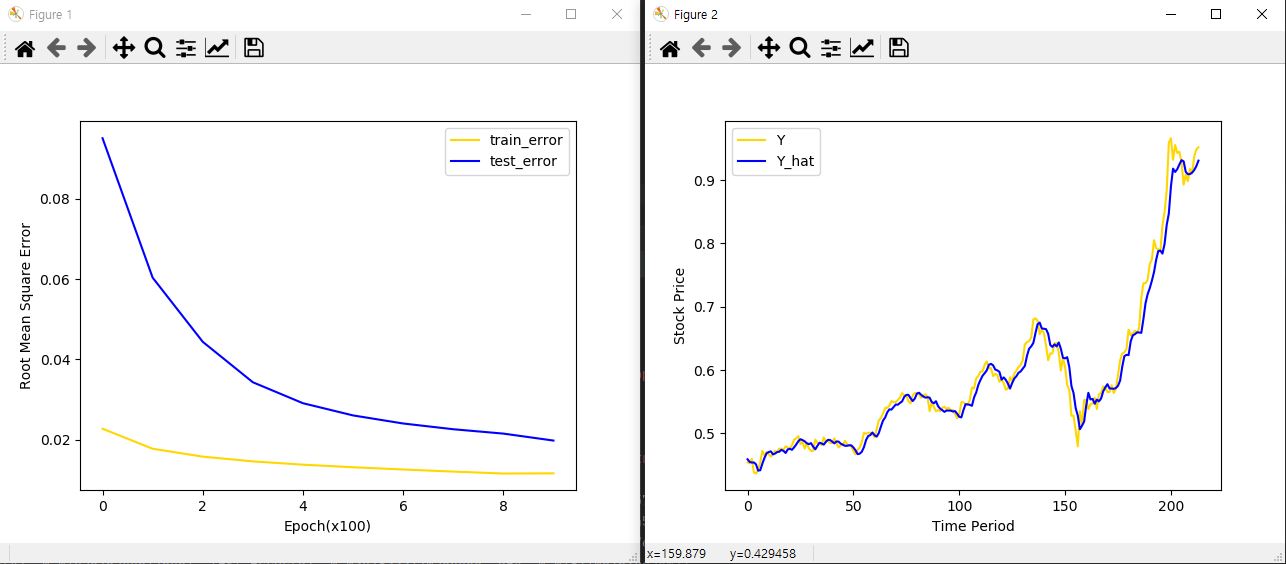 Figure 1
train_error
test_error
0.08
0.06
0.04
0.02
Root Mean Square Error
0 2 4 6 8
Epoch(x100)
Figure 2
Y
Y_hat
0.9
0.8
0.7
0.6
0.5
Stock Price
0 50 100 150 200
Time Period
x=159.879 y=0.429458